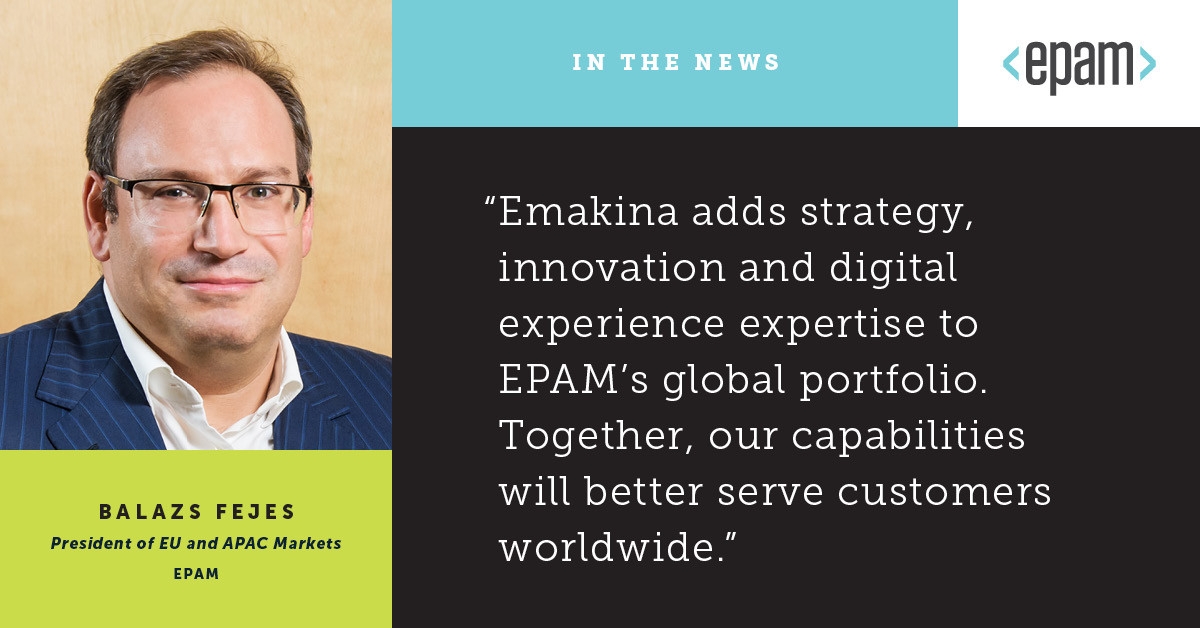 IN THE NEWS
<epam>
“Emakina adds strategy,
innovation and digital
experience expertise to
EPAM’s global portfolio.
Together, our capabilities
will better serve customers
worldwide.”
BALAZS FEJES
President of EU and APAC Markets
EPAM